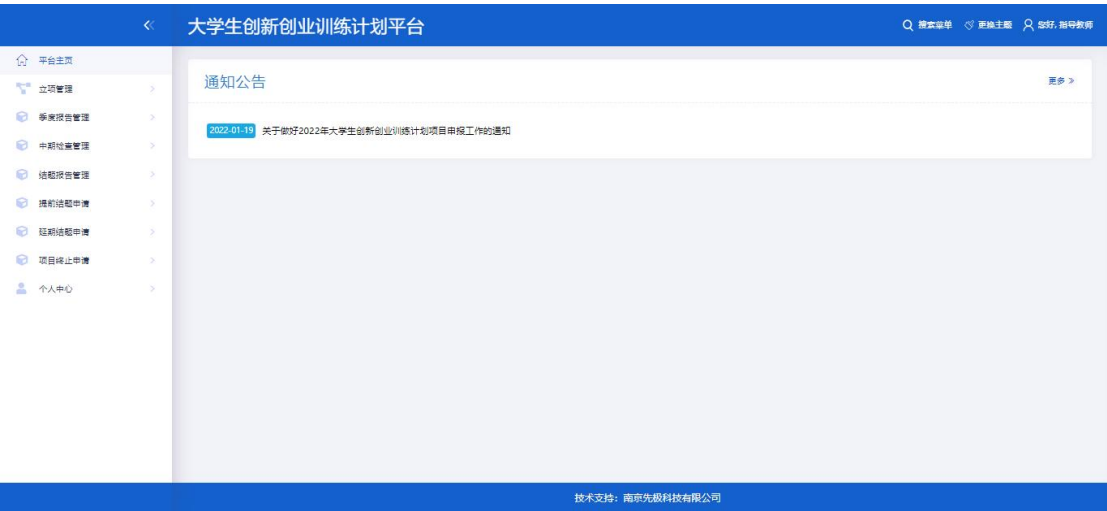 大学生创新创业训练计划平台
搜索菜单 更换主题 您好, 指导教师
平台主页
立项管理
季度报告管理
中期检查管理
结题报告管理
提前结题申请
延期结题申请
项目终止申请
个人中心
通知公告
更多
2022-01-19 关于做好2022年大学生创新创业训练计划项目申报工作的通知
技术支持：南京先极科技有限公司